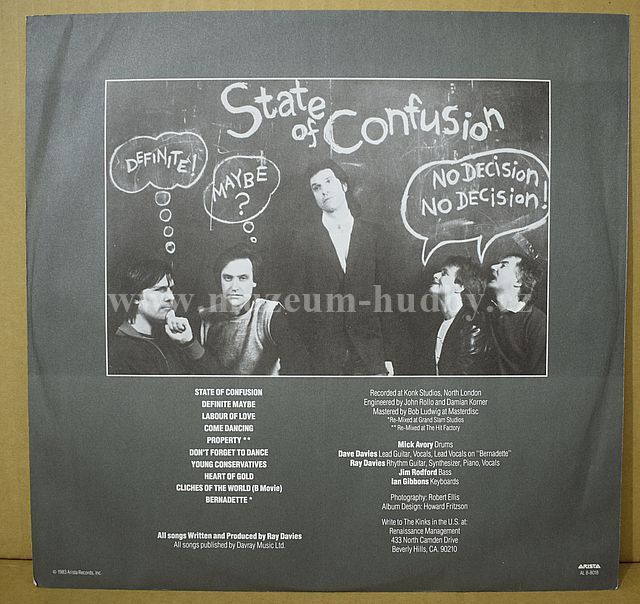 State
of Confusion
DEFINITE!
MAYBE
?
NO DECISION
NO DECISION!
www.muzeum-hudby.cz
STATE OF CONFUSION
DEFINITE MAYBE
LABOUR OF LOVE
COME DANCING
PROPERTY **
DON'T FORGET TO DANCE
YOUNG CONSERVATIVES
HEART OF GOLD
CLICHES OF THE WORLD (B Movie)
BERNADETTE *
All songs Written and Produced by Ray Davies
All songs published by Davray Music Ltd.
Recorded at Konk Studios, North London
Engineered by John Rollo and Damian Korner
Mastered by Bob Ludwig at Masterdisc
*Re-Mixed at Grand Slam Studios
** Re-Mixed at The Hit Factory
Mick Avory Drums
Dave Davies Lead Guitar, Vocals, Lead Vocals on "Bernadette"
Ray Davies Rhythm Guitar, Synthesizer, Piano, Vocals
Jim Rodford Bass
Ian Gibbons Keyboards
Photography: Robert Ellis
Album Design: Howard Fritzson
Write to The Kinks in the U.S. at:
Renaissance Management
433 North Camden Drive
Beverly Hills, CA. 90210
© 1983 Arista Records, Inc.
ARISTA
AL 8-8018